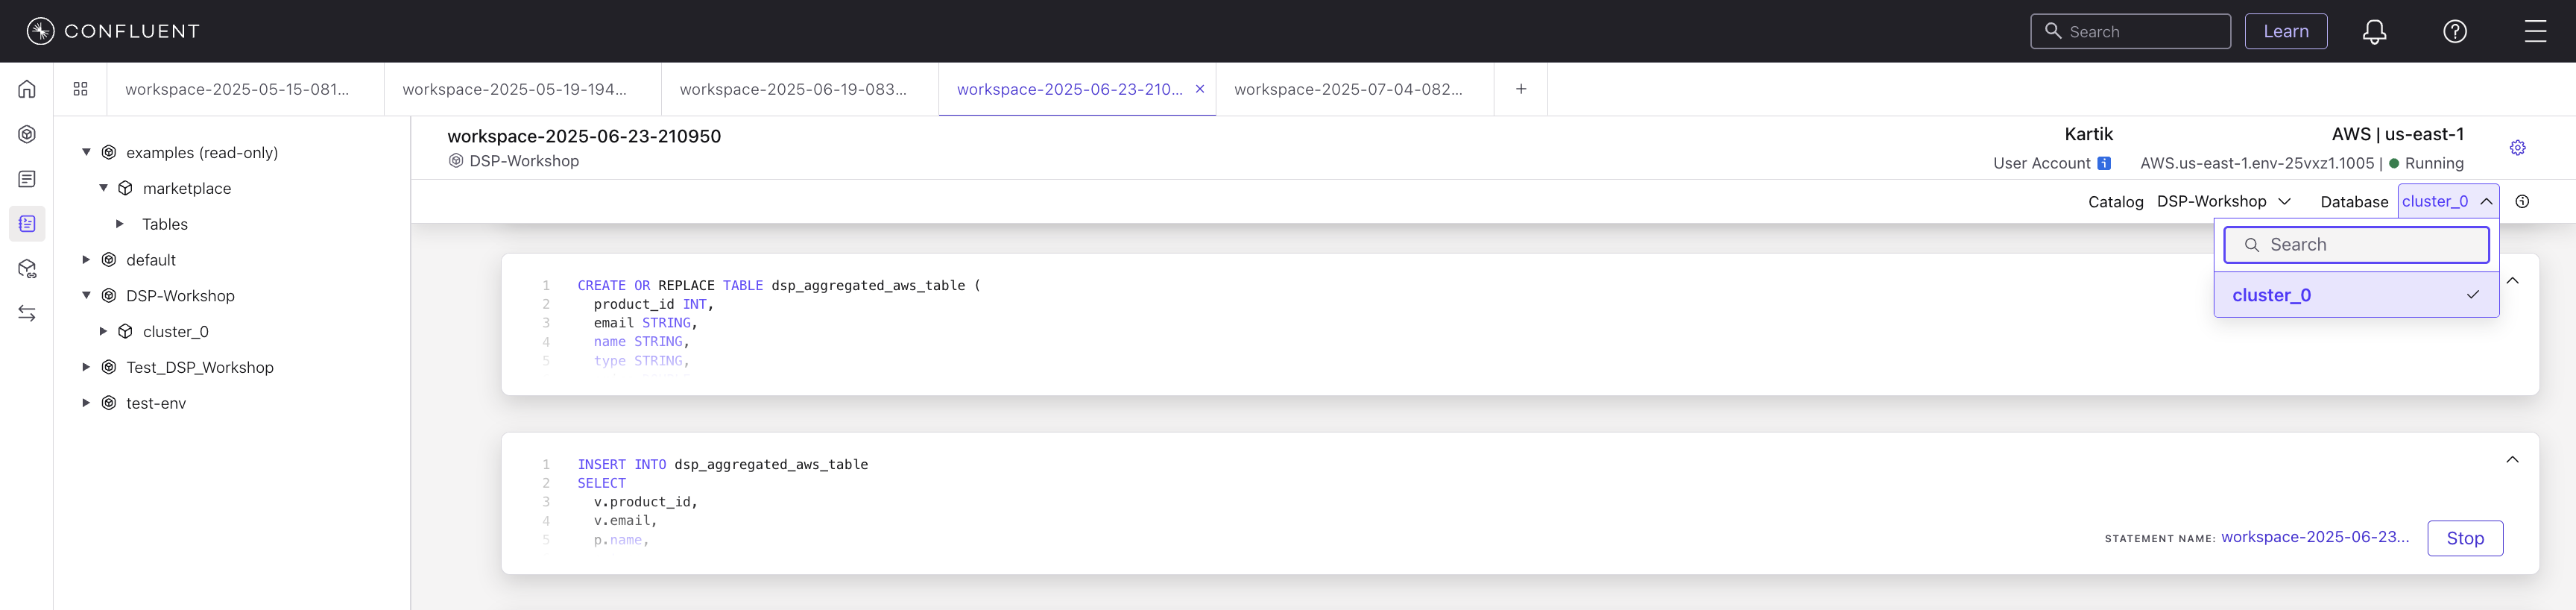 CONFLUENT
Search
Learn
workspace-2025-05-15-081...
workspace-2025-05-19-194...
workspace-2025-06-19-083...
workspace-2025-06-23-210...
workspace-2025-07-04-082...
examples (read-only)
marketplace
Tables
default
DSP-Workshop
cluster_0
Test_DSP_Workshop
test-env
workspace-2025-06-23-210950
DSP-Workshop
Kartik
User Account
AWS | us-east-1
AWS.us-east-1.env-25vxz1.1005 | Running
Catalog DSP-Workshop Database cluster_0
Search
cluster_0
1 CREATE OR REPLACE TABLE dsp_aggregated_aws_table (
2 product_id INT,
3 email STRING,
4 name STRING,
5 type STRING,
1 INSERT INTO dsp_aggregated_aws_table
2 SELECT
3 v.product_id,
4 v.email,
5 p.name,
STATEMENT NAME: workspace-2025-06-23...
Stop